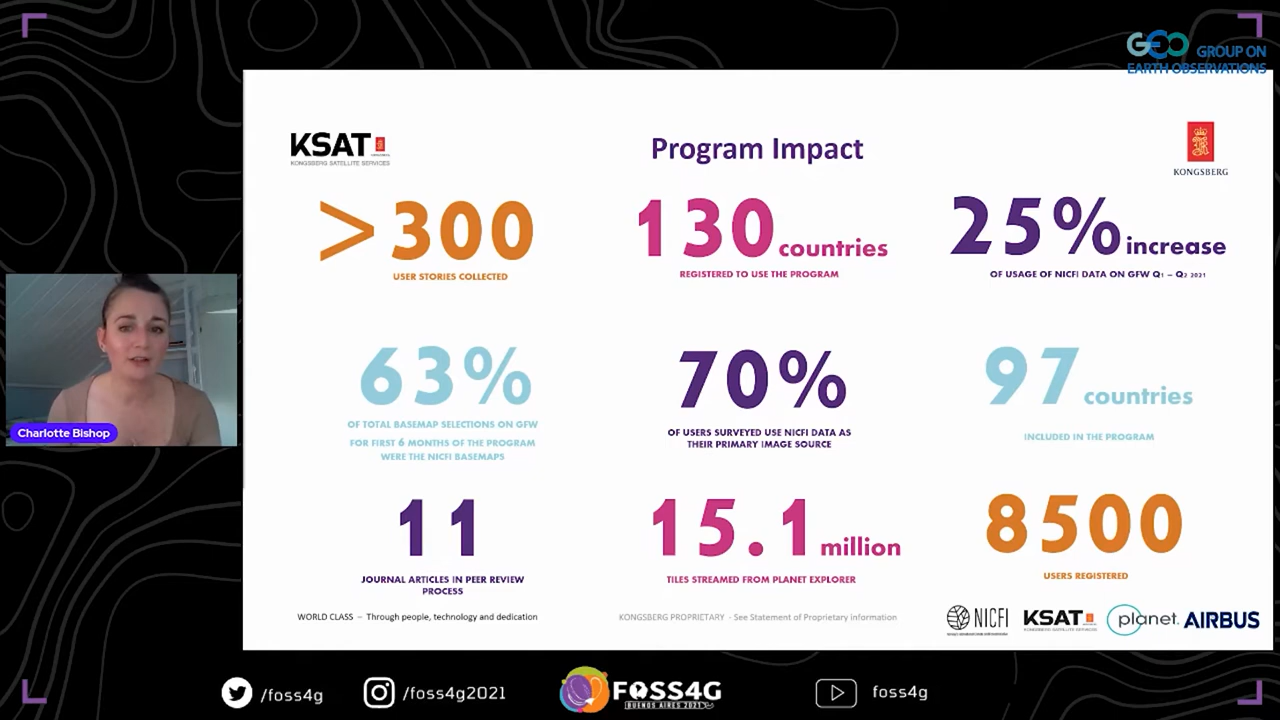 GEO GROUP ON
EARTH OBSERVATIONS
KSAT
KONGSBERG SATELLITE SERVICES
Program Impact
KONGSBERG
>300
USER STORIES COLLECTED
130 countries
REGISTERED TO USE THE PROGRAM
25% increase
OF USAGE OF NICFI DATA ON GFW Q1 – Q2 2021
63%
OF TOTAL BASEMAP SELECTIONS ON GFW
FOR FIRST 6 MONTHS OF THE PROGRAM
WERE THE NICFI BASEMAPS
70%
OF USERS SURVEYED USE NICFI DATA AS
THEIR PRIMARY IMAGE SOURCE
97 countries
INCLUDED IN THE PROGRAM
Charlotte Bishop
11
JOURNAL ARTICLES IN PEER REVIEW
PROCESS
15.1 million
TILES STREAMED FROM PLANET EXPLORER
8500
USERS REGISTERED
WORLD CLASS – Through people, technology and dedication
KONGSBERG PROPRIETARY - See Statement of Proprietary information
NICFI
KSAT
KONGSBERG SATELLITE SERVICES
planet.
AIRBUS
/foss4g
/foss4g2021
FOSS4G
BUENOS AIRES 2021
foss4g